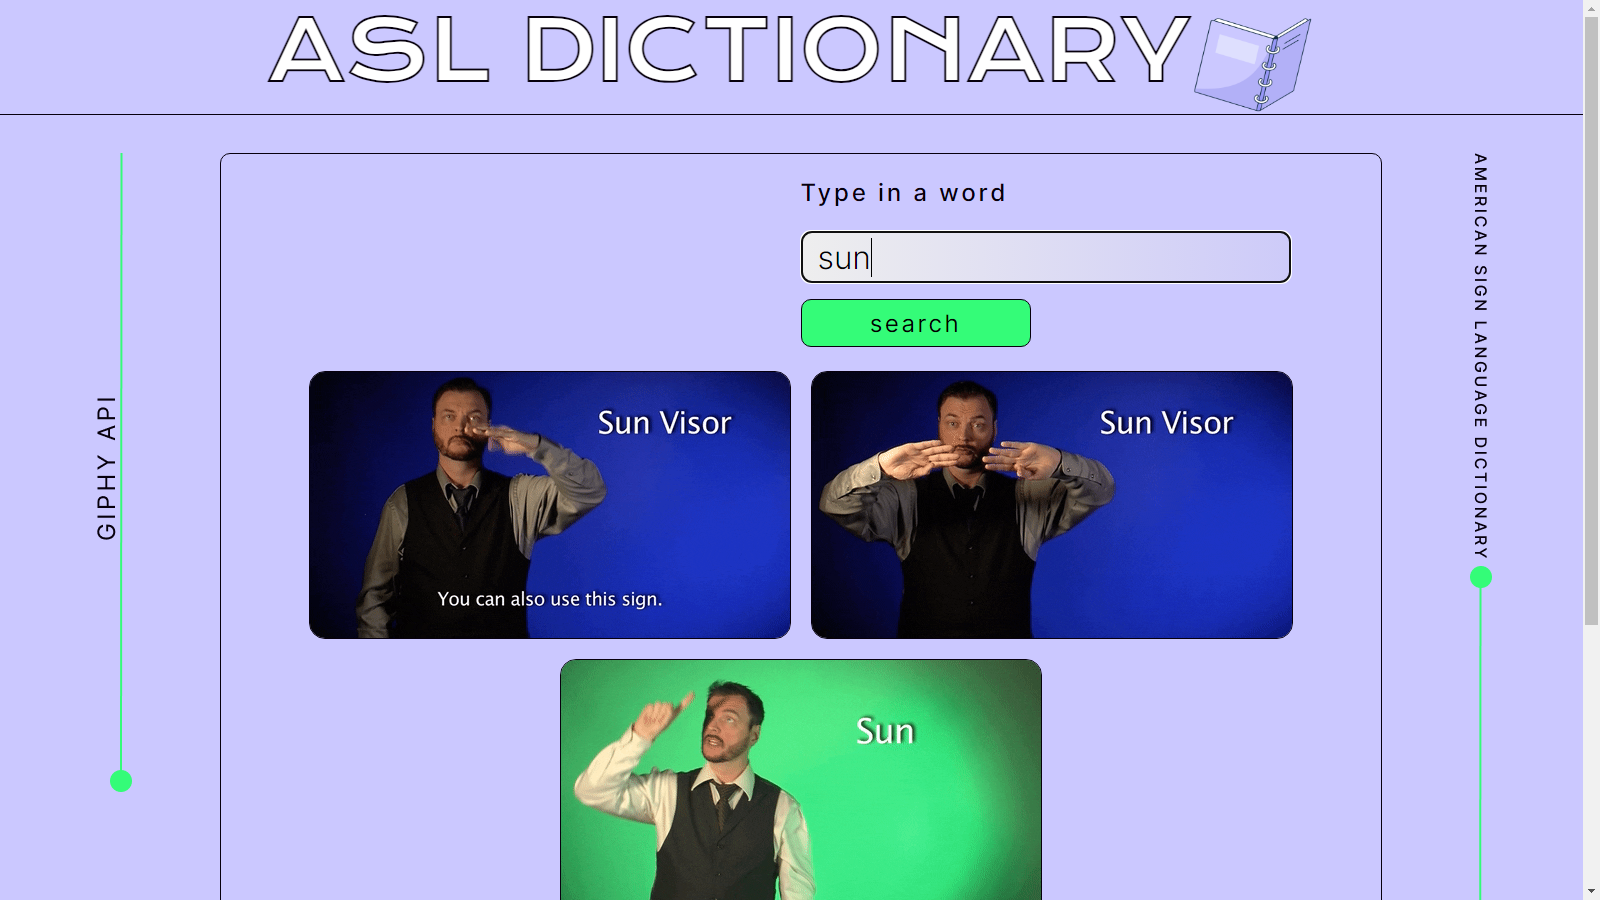 ASL DICTIONARY
GIPHY API
Type in a word
sun
search
Sun Visor
You can also use this sign.
Sun Visor
Sun
AMERICAN SIGN LANGUAGE DICTIONARY